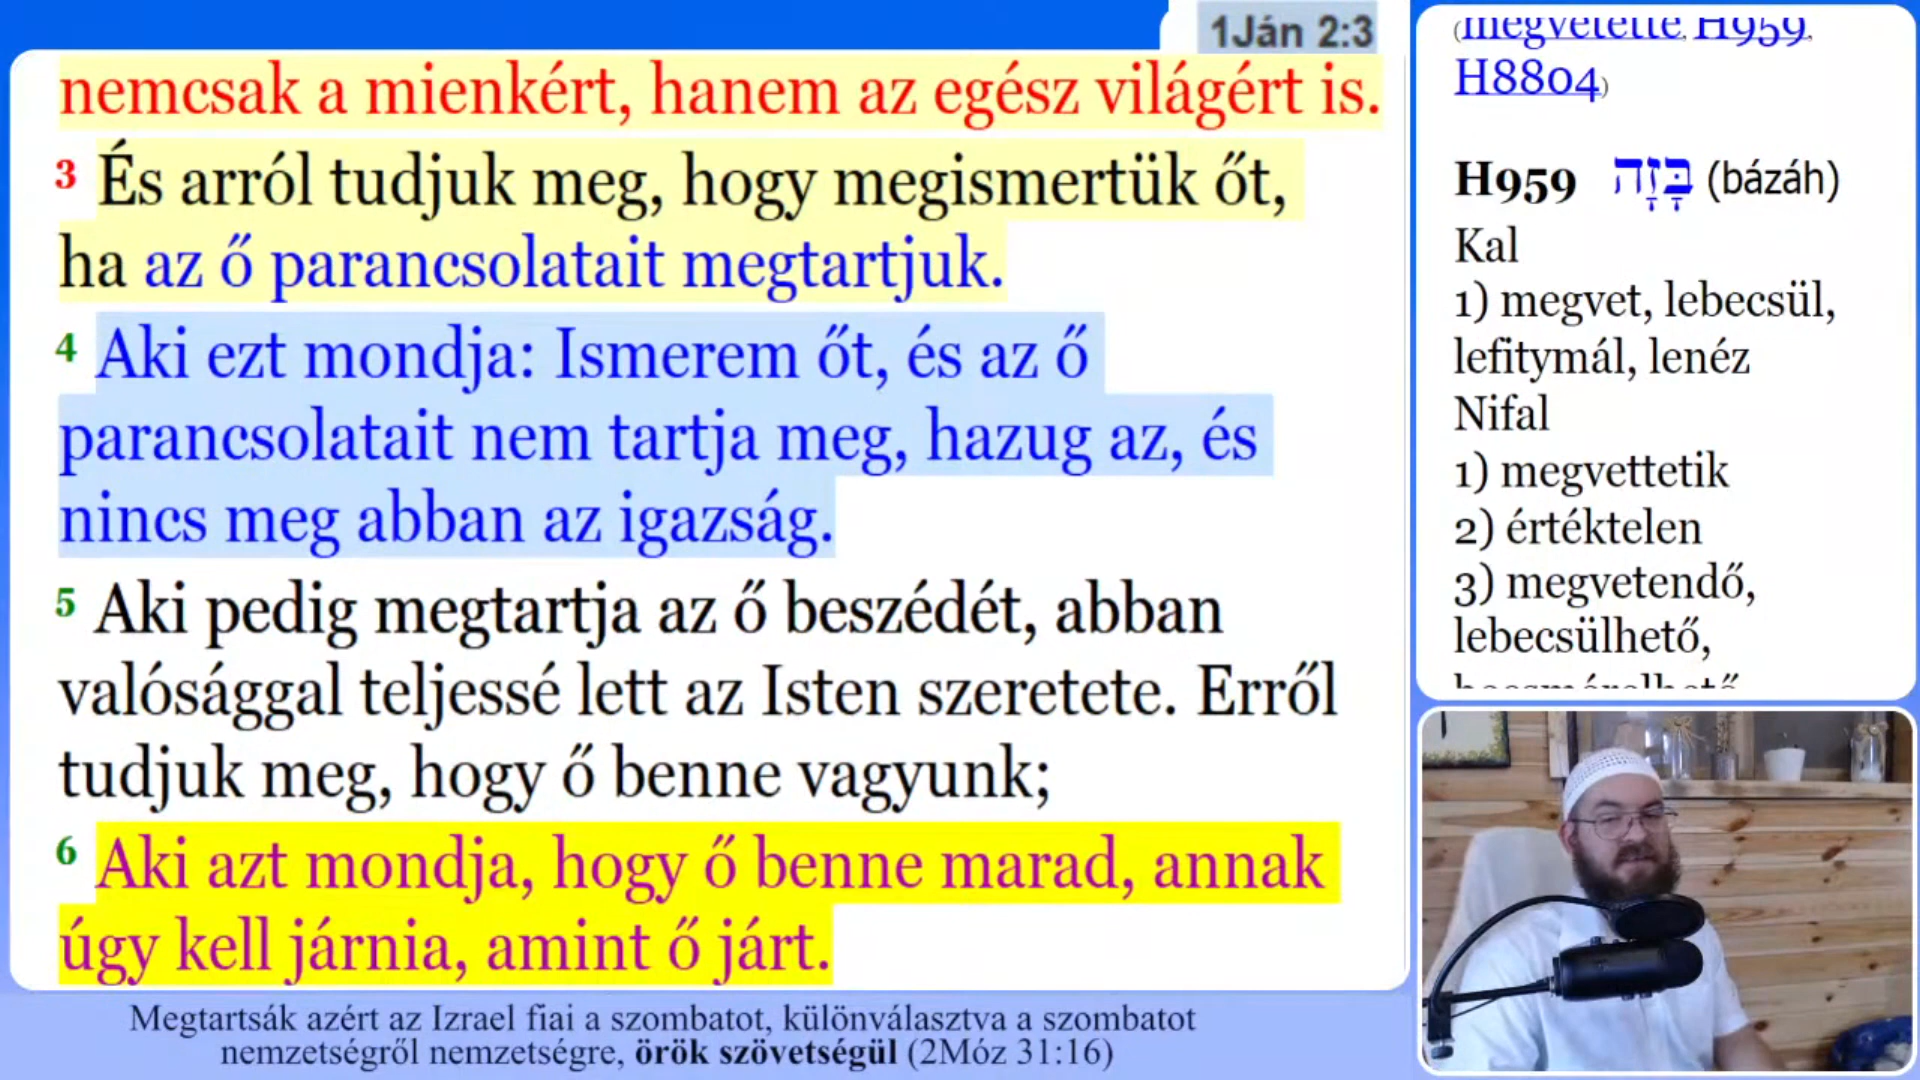 1Ján 2:3
nemcsak a mienkért, hanem az egész világért is.
3 És arról tudjuk meg, hogy megismertük őt,
ha az ő parancsolatait megtartjuk.
4 Aki ezt mondja: Ismerem őt, és az ő
parancsolatait nem tartja meg, hazug az, és
nincs meg abban az igazság.
5 Aki pedig megtartja az ő beszédét, abban
valósággal teljessé lett az Isten szeretete. Erről
tudjuk meg, hogy ő benne vagyunk;
6 Aki azt mondja, hogy ő benne marad, annak
úgy kell járnia, amint ő járt.
Megtartsák azért az Izrael fiai a szombatot, különválasztva a szombatot
nemzetségről nemzetségre, örök szövetségül (2Móz 31:16)
(megvetette, H959,
H8804)
H959 בָּזָה (bázáh)
Kal
1) megvet, lebecsül,
lefitymál, lenéz
Nifal
1) megvettetik
2) értéktelen
3) megvetendő,
lebecsülhető,